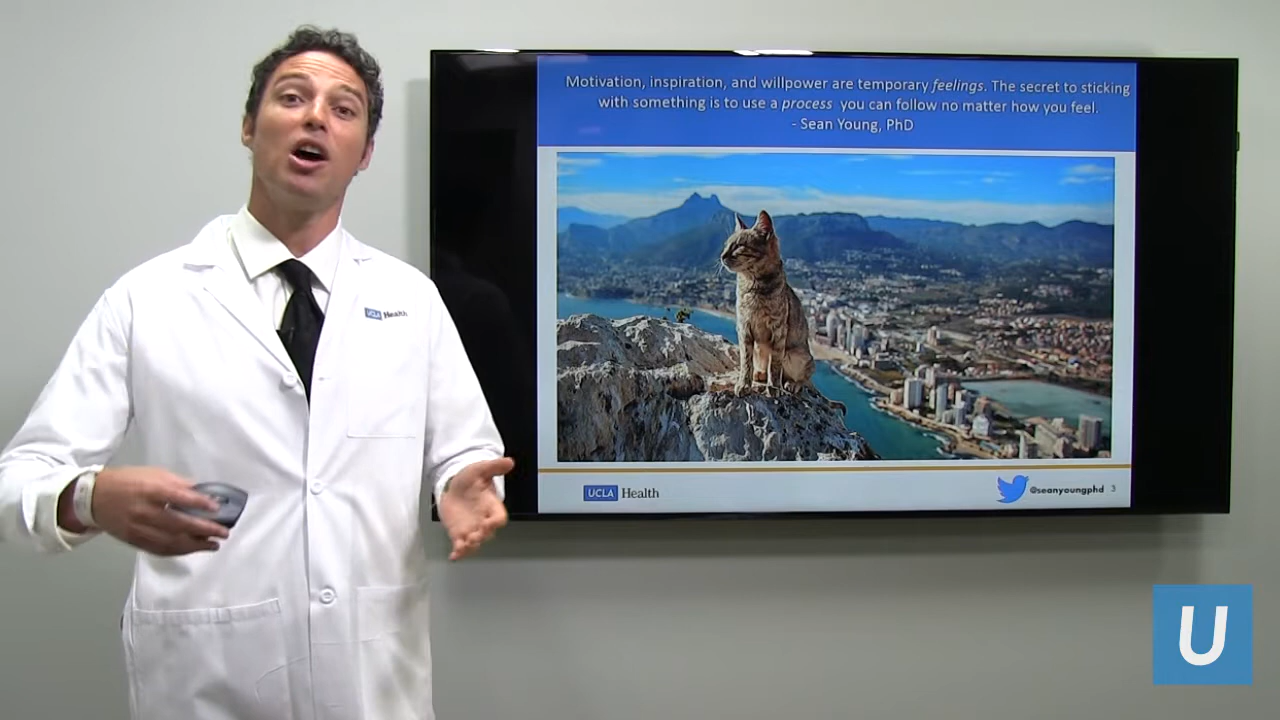 Motivation, inspiration, and willpower are temporary feelings. The secret to sticking
with something is to use a process you can follow no matter how you feel.
- Sean Young, PhD
UCLA Health
UCLA Health
@seanyoungphd 3
U